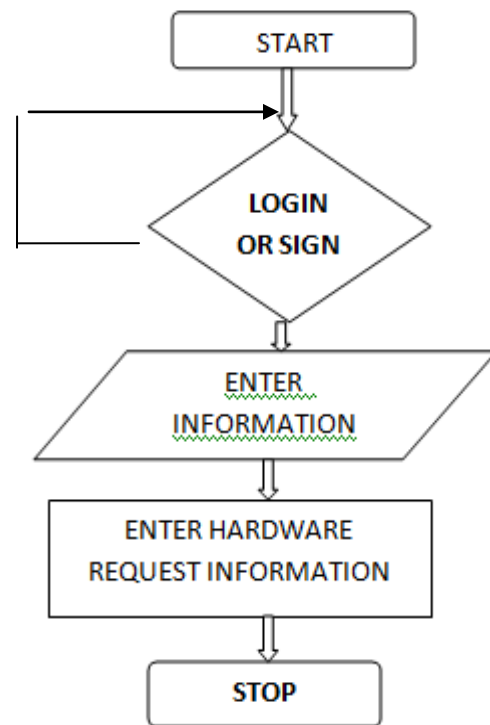 START
LOGIN
OR SIGN
ENTER
INFORMATION
ENTER HARDWARE
REQUEST INFORMATION
STOP